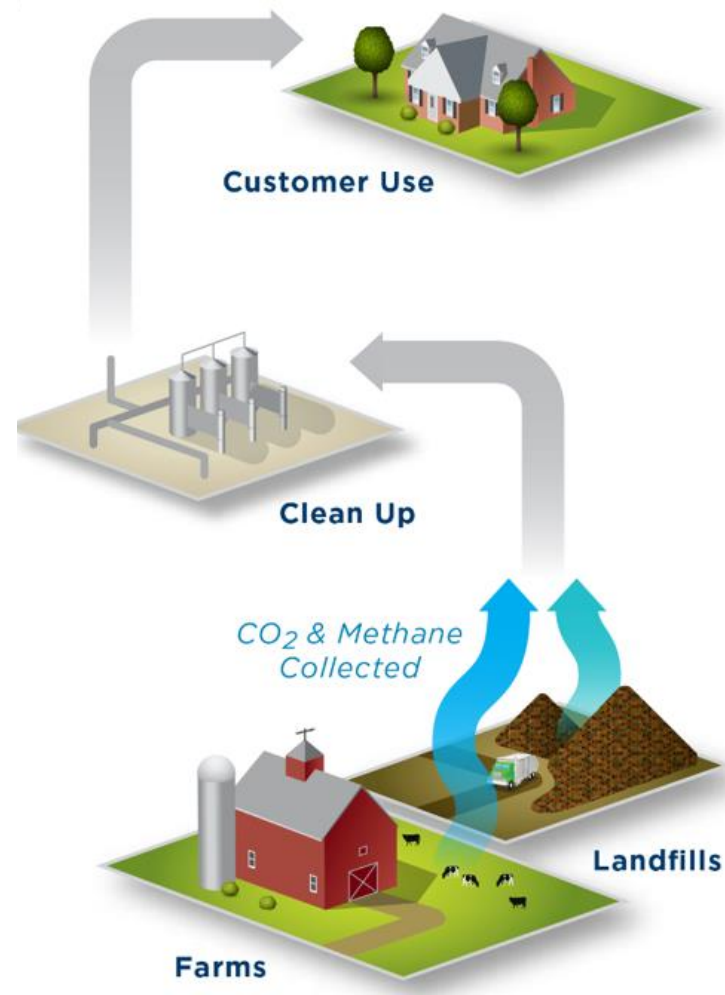 Customer Use
Clean Up
CO₂ & Methane
Collected
Landfills
Farms